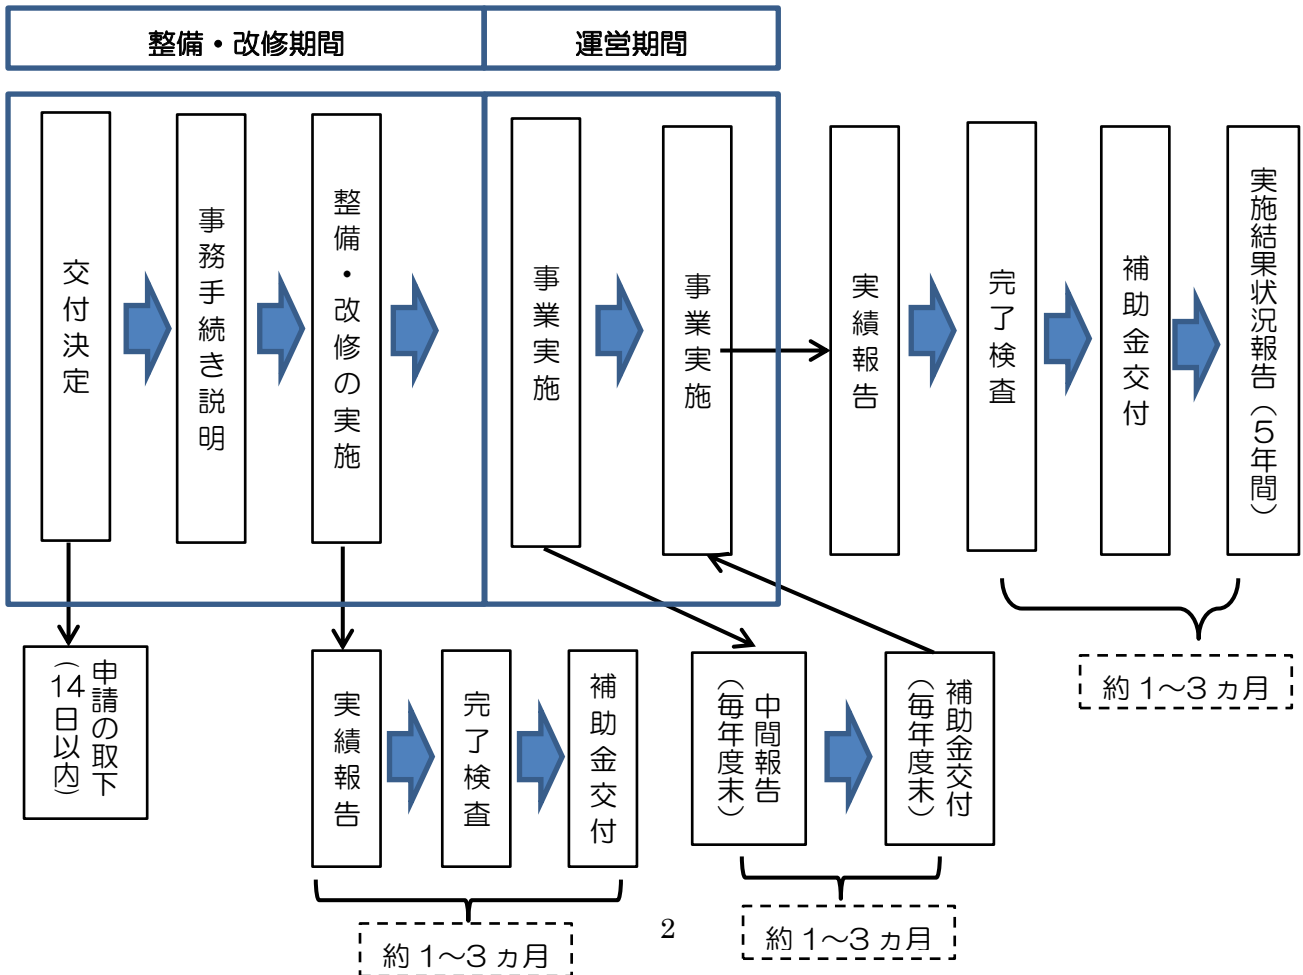 整備・改修期間
運営期間
交付決定
事務手続き説明
整備・改修の実施
事業実施
事業実施
実績報告
完了検査
補助金交付
実施結果状況報告（５年間）
申請の取下
（14日以内）
実績報告
完了検査
補助金交付
中間報告
（毎年度末）
補助金交付
（毎年度末）
約 1～3 ヵ月
約 1～3 ヵ月
約 1～3 ヵ月
2